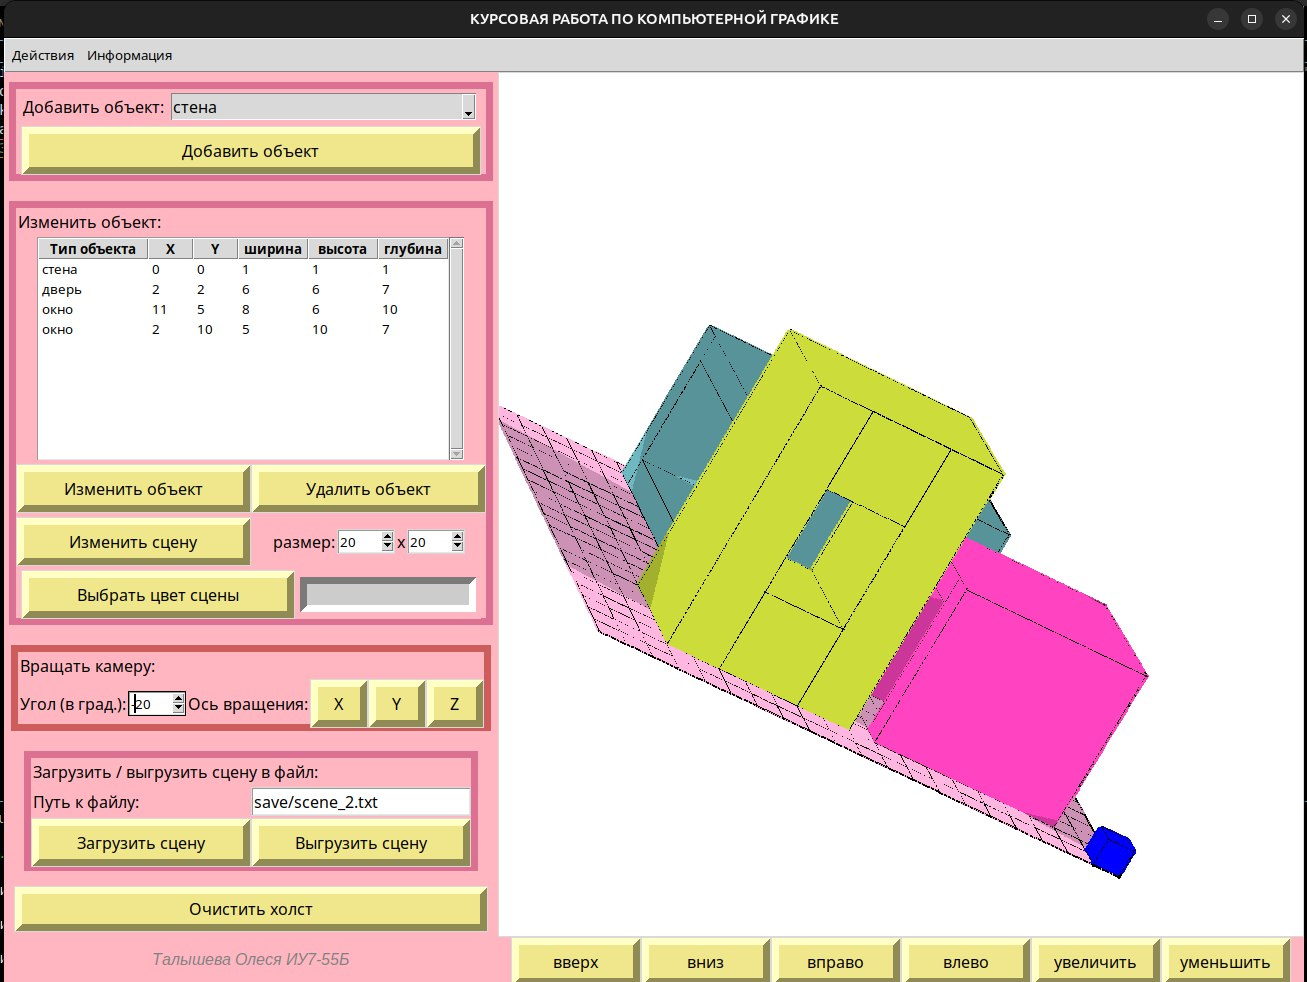 КУРСОВАЯ РАБОТА ПО КОМПЬЮТЕРНОЙ ГРАФИКЕ
Действия Информация
Добавить объект: стена
Добавить объект
Изменить объект:
Тип объекта X Y ширина высота глубина
стена 0 0 1 1 1
дверь 2 2 6 6 7
окно 11 5 8 6 10
окно 2 10 5 10 7
Изменить объект Удалить объект
Изменить сцену размер: 20 x 20
Выбрать цвет сцены
Вращать камеру:
Угол (в град.): -20 Ось вращения: X Y Z
Загрузить / выгрузить сцену в файл:
Путь к файлу: save/scene_2.txt
Загрузить сцену Выгрузить сцену
Очистить холст
Талышева Олеся ИУ7-55Б
вверх вниз вправо влево увеличить уменьшить